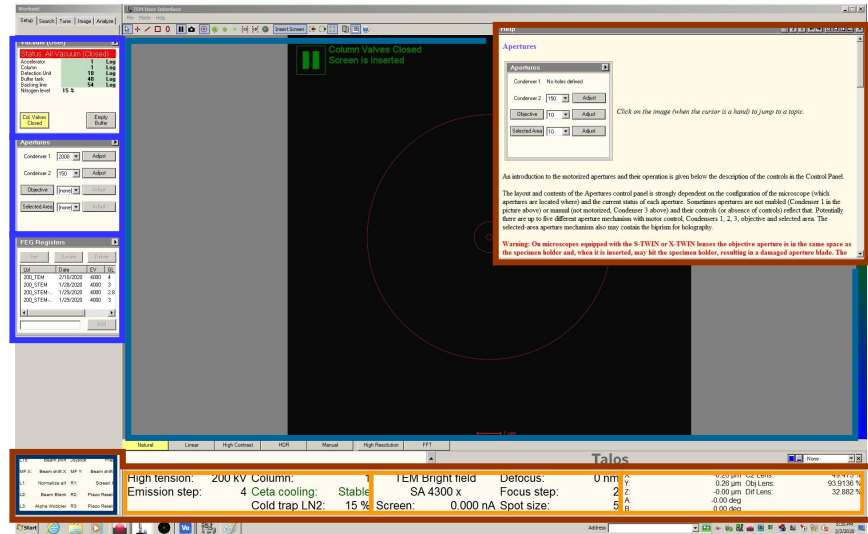 Workset
TEM User Interface
File Mode Help
Setup Search Tune Image Analyze
Insert Screen
Vacuum (User)
Status: All Vacuum (Closed)
Accelerator 1 Log
Column 1 Log
Detection Unit 18 Log
Buffer tank 48 Log
Backing line 54 Log
Nitrogen level 15 %
Col. Valves Closed
Empty Buffer
Column Valves Closed
Screen is Inserted
Help
Apertures
Apertures
Condenser 1 No holes defined
Condenser 2 150 Adjust
Objective 10 Adjust
Selected Area 10 Adjust
Click on the image (when the cursor is a hand) to jump to a topic.
An introduction to the motorized apertures and their operation is given below the description of the controls in the Control Panel.
The layout and contents of the Apertures control panel is strongly dependent on the configuration of the microscope (which
apertures are located where) and the current status of each aperture. Sometimes apertures are not enabled (Condenser 1 in the
picture above) or manual (not motorized, Condenser 3 above) and their controls (or absence of controls) reflect that. Potentially
there are up to five different aperture mechanism with motor control, Condensers 1, 2, 3, objective and selected area. The
selected-area aperture mechanism also may contain the biprism for holography.
Warning: On microscopes equipped with the S-TWIN or X-TWIN lenses the objective aperture is in the same space as
the specimen holder and, when it is inserted, may hit the specimen holder, resulting in a damaged aperture blade. The
Apertures
Condenser 1 2000 Adjust
Condenser 2 150 Adjust
Objective [none] Adjust
Selected Area [none] Adjust
FEG Registers
Set Update Delete
Lbl Date EV GL
200_TEM 2/10/2020 4000 4
200_STEM 1/28/2020 4000 3
200_STEM-... 1/29/2020 4000 2.8
200_STEM-... 1/29/2020 4000 3
Add
Natural Linear High Contrast HDR Manual High Resolution FFT
Talos
- None -
MF X: Beam shift X MF Y: Beam shift
L1: Normalize all R1: Screen
L2: Beam Blank R2: Piezo Reset
L3: Alpha Wobbler R3: Piezo Reset
High tension: 200 kV Column: 1
Emission step: 4 Ceta cooling: Stable
Cold trap LN2: 15 %
TEM Bright field Defocus: 0 nm
SA 4300 x Focus step: 2
Screen: 0.000 nA Spot size: 5
Y: 0.26 µm Obj Lens: 93.9136 %
Z: -0.00 µm Dif Lens: 32.882 %
A: -0.00 deg
B: 0.00 deg
Start
Address
2/3/2020